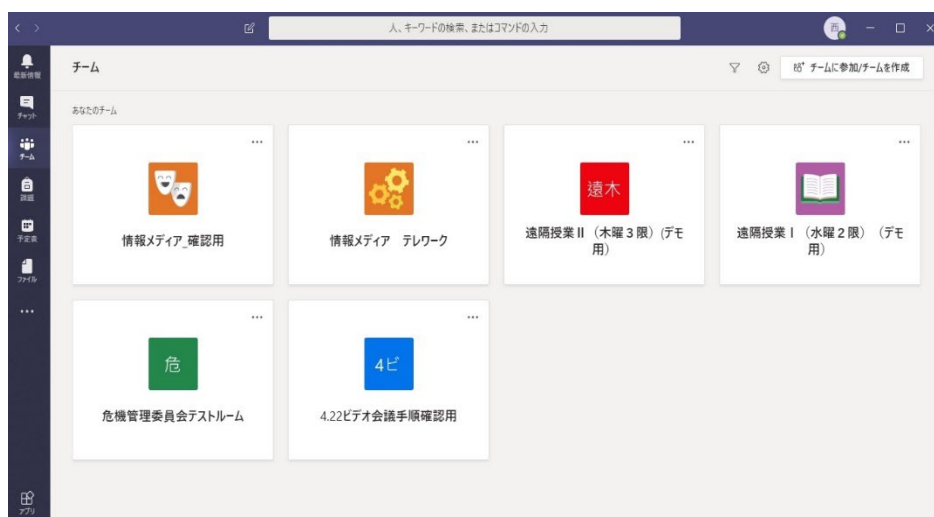 人、キーワードの検索、またはコマンドの入力
西
最新情報
チャット
チーム
課題
予定表
ファイル
アプリ
チーム
チームに参加/チームを作成
あなたのチーム
情報メディア_確認用
情報メディア　テレワーク
遠木
遠隔授業Ⅱ（木曜３限）(デモ
用）
遠隔授業Ⅰ（水曜２限）（デモ
用）
危
危機管理委員会テストルーム
4ビ
4.22ビデオ会議手順確認用